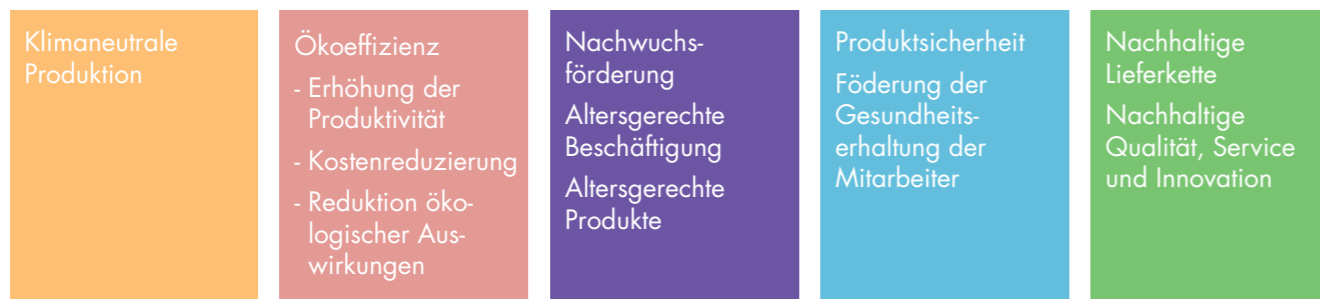 Klimaneutrale
Produktion
Ökoeffizienz
- Erhöhung der
Produktivität
- Kostenreduzierung
- Reduktion öko-
logischer Aus-
wirkungen
Nachwuchs-
förderung
Altersgerechte
Beschäftigung
Altersgerechte
Produkte
Produktsicherheit
Föderung der
Gesundheits-
erhaltung der
Mitarbeiter
Nachhaltige
Lieferkette
Nachhaltige
Qualität, Service
und Innovation